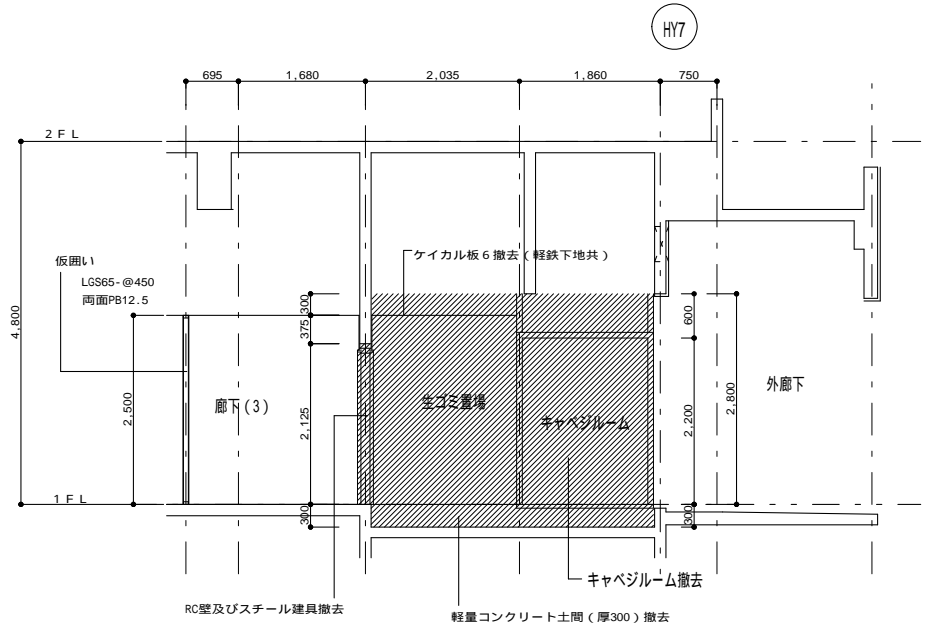 HY7
695
1,680
2,035
1,860
750
2FL
ケイカル板6撤去(軽鉄下地共)
仮囲い
LGS65-@450
両面PB12.5
300
375
600
4,800
2,500
2,125
2,200
2,800
廊下(3)
生ゴミ置場
キャベジルーム
外廊下
1FL
300
300
キャベジルーム撤去
RC壁及びスチール建具撤去
軽量コンクリート土間(厚300)撤去